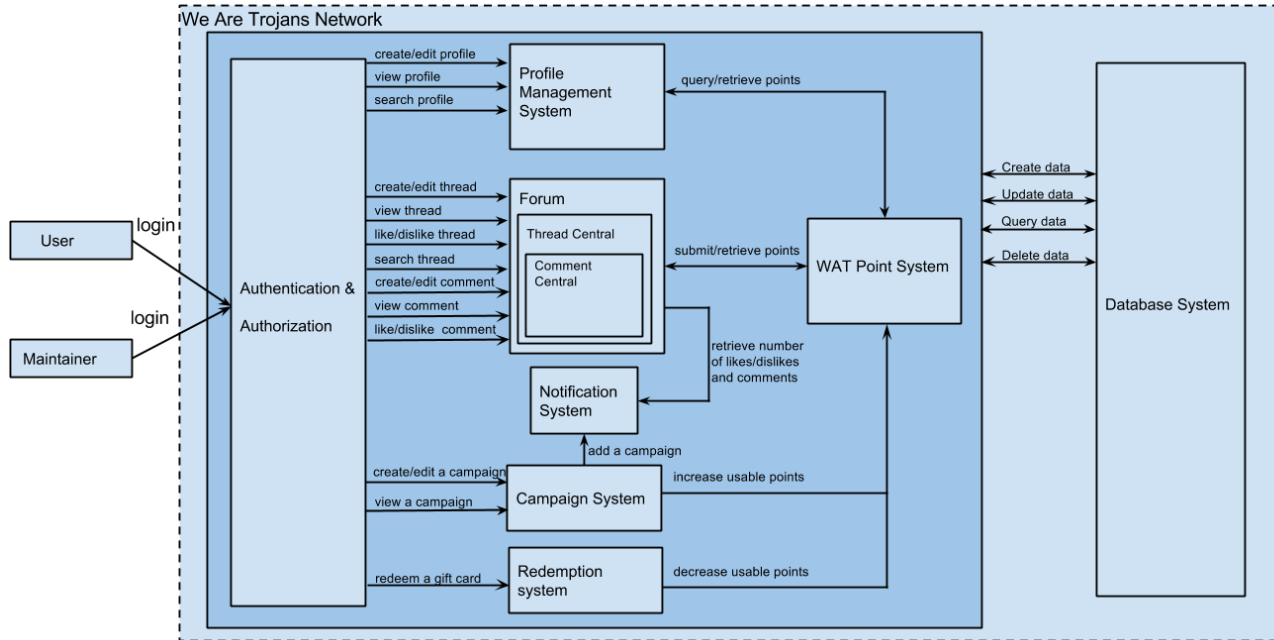 We Are Trojans Network
create/edit profile
view profile
search profile
Profile
Management
System
query/retrieve points
create/edit thread
view thread
like/dislike thread
search thread
create/edit comment
view comment
like/dislike  comment
Forum
Thread Central
Comment
Central
submit/retrieve points
WAT Point System
Create data
Update data
Query data
Delete data
Database System
login
User
login
Maintainer
Authentication &
Authorization
retrieve number
of likes/dislikes
and comments
Notification
System
add a campaign
create/edit a campaign
view a campaign
Campaign System
increase usable points
redeem a gift card
Redemption
system
decrease usable points